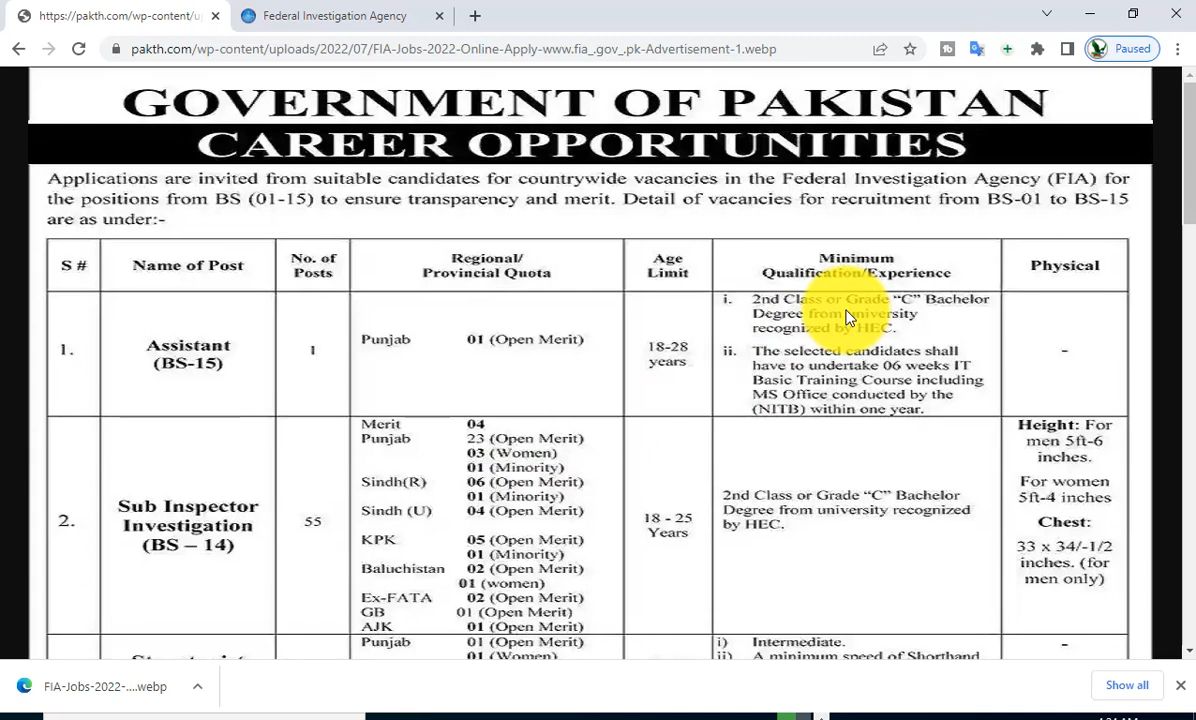 https://pakth.com/wp-content/u
Federal Investigation Agency
pakth.com/wp-content/uploads/2022/07/FIA-Jobs-2022-Online-Apply-www.fia_.gov_.pk-Advertisement-1.webp
Paused
GOVERNMENT OF PAKISTAN
CAREER OPPORTUNITIES
Applications are invited from suitable candidates for countrywide vacancies in the Federal Investigation Agency (FIA) for
the positions from BS (01-15) to ensure transparency and merit. Detail of vacancies for recruitment from BS-01 to BS-15
are as under:-
S #
Name of Post
No. of
Posts
Regional/
Provincial Quota
Age
Limit
Minimum
Qualification/Experience
Physical
1.
Assistant
(BS-15)
1
Punjab 01 (Open Merit)
18-28
years
i. 2nd Class or Grade “C” Bachelor
Degree from university
recognized by HEC.
ii. The selected candidates shall
have to undertake 06 weeks IT
Basic Training Course including
MS Office conducted by the
(NITB) within one year.
-
2.
Sub Inspector
Investigation
(BS – 14)
55
Merit 04
Punjab 23 (Open Merit)
03 (Women)
01 (Minority)
Sindh(R) 06 (Open Merit)
01 (Minority)
Sindh (U) 04 (Open Merit)
KPK 05 (Open Merit)
01 (Minority)
Baluchistan 02 (Open Merit)
01 (women)
Ex-FATA 02 (Open Merit)
GB 01 (Open Merit)
AJK 01 (Open Merit)
18 - 25
Years
2nd Class or Grade “C” Bachelor
Degree from university recognized
by HEC.
Height: For
men 5ft-6
inches.
For women
5ft-4 inches
Chest:
33 x 34/-1/2
inches. (for
men only)
Punjab 01 (Open Merit)
01 (Women)
i) Intermediate.
ii) A minimum speed of Shorthand
-
FIA-Jobs-2022-....webp
Show all